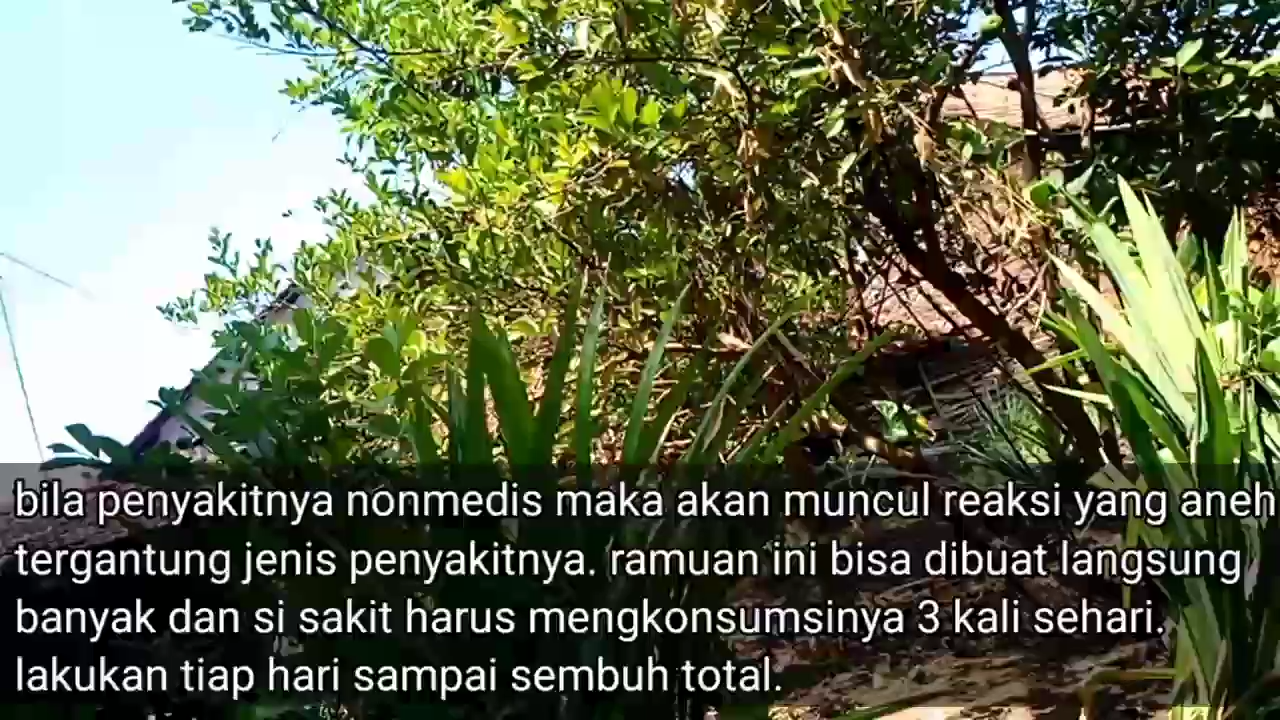 bila penyakitnya nonmedis maka akan muncul reaksi yang aneh
tergantung jenis penyakitnya. ramuan ini bisa dibuat langsung
banyak dan si sakit harus mengkonsumsinya 3 kali sehari.
lakukan tiap hari sampai sembuh total.